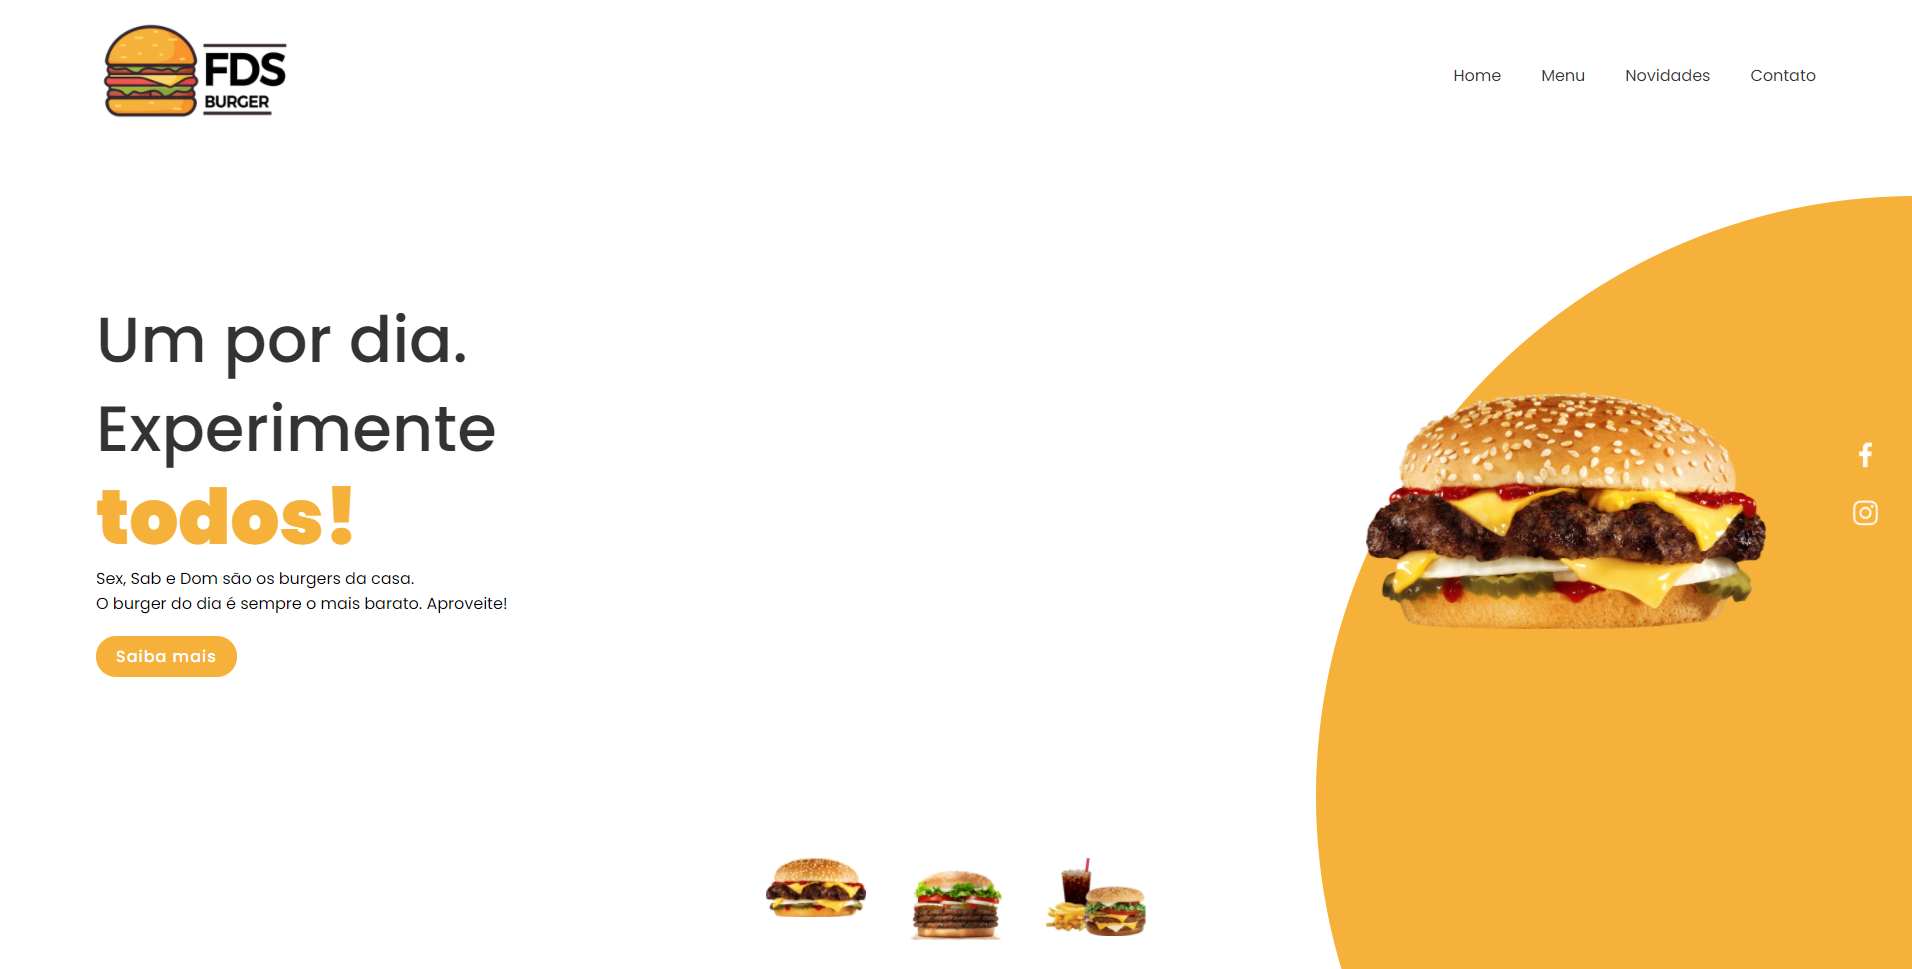 FDS
BURGER
Home Menu Novidades Contato
Um por dia.
Experimente
todos!
Sex, Sab e Dom são os burgers da casa.
O burger do dia é sempre o mais barato. Aproveite!
Saiba mais